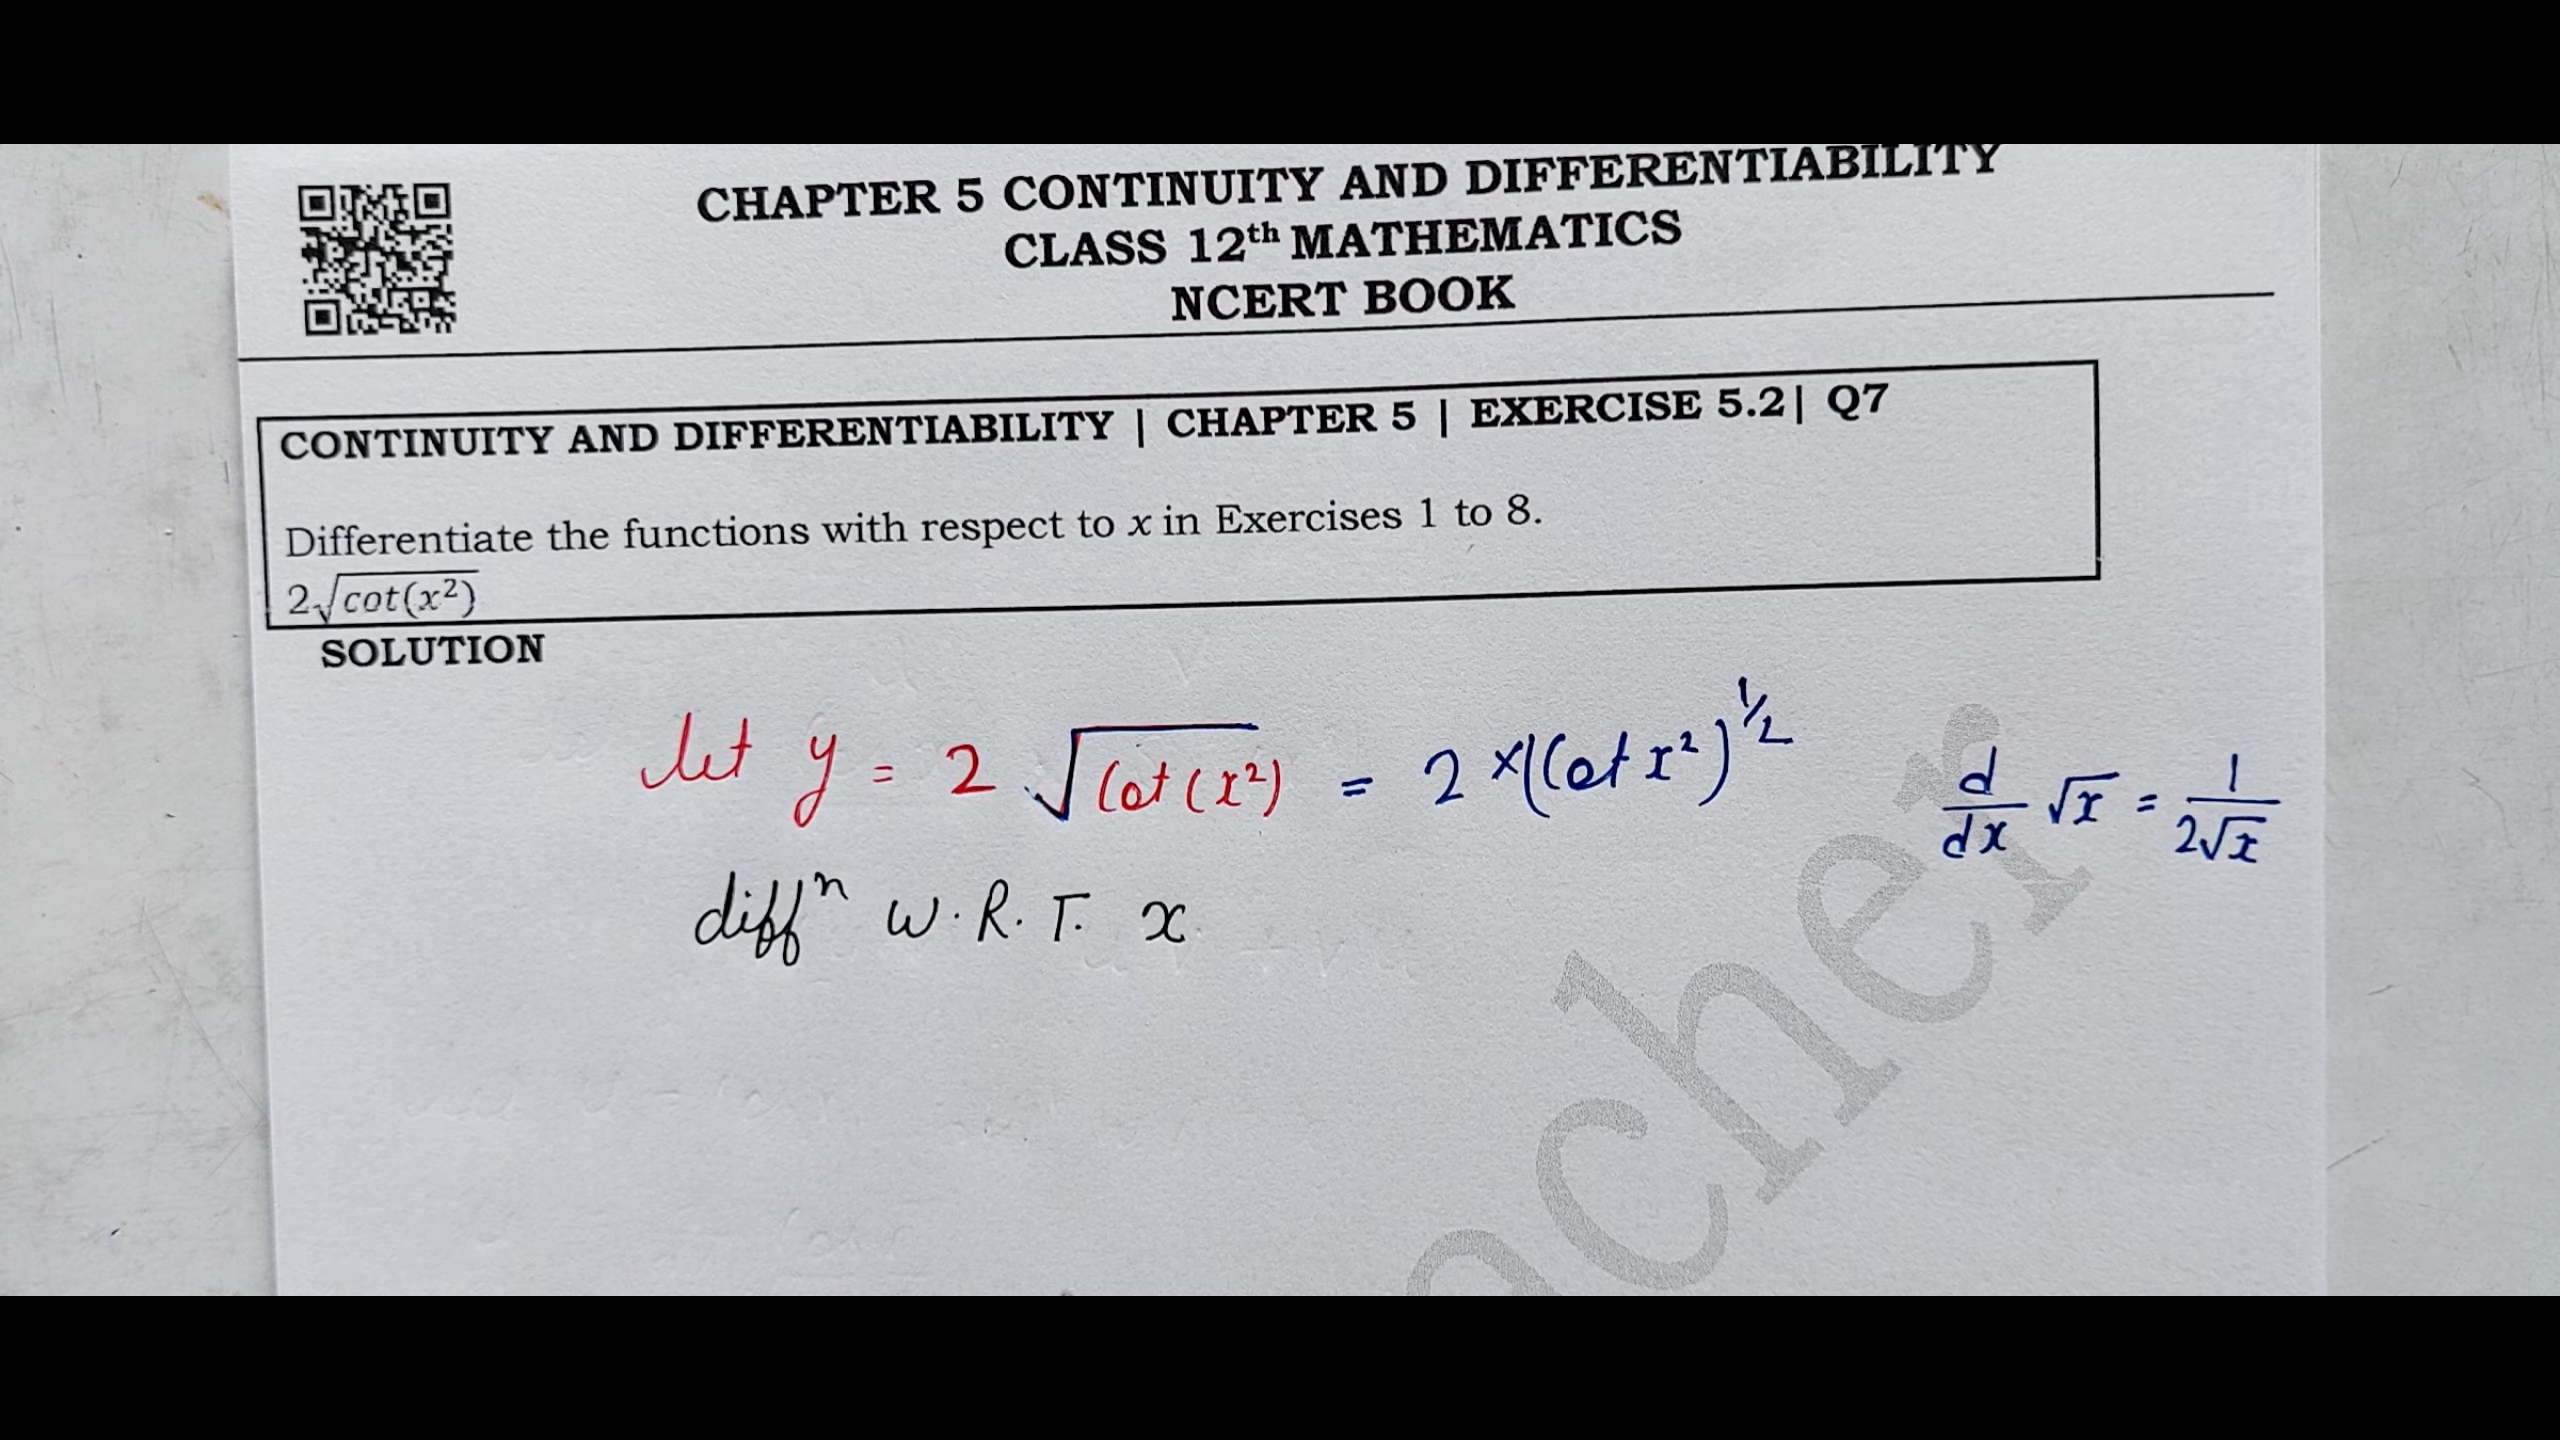 CHAPTER 5 CONTINUITY AND DIFFERENTIABILITY
CLASS 12th MATHEMATICS
NCERT BOOK
CONTINUITY AND DIFFERENTIABILITY | CHAPTER 5 | EXERCISE 5.2| Q7
Differentiate the functions with respect to x in Exercises 1 to 8.
2√cot(x²)
SOLUTION
let y = 2 √cot(x²) = 2 × (cot x²)^1/2
d/dx √x = 1/2√x
diffⁿ W.R.T. x